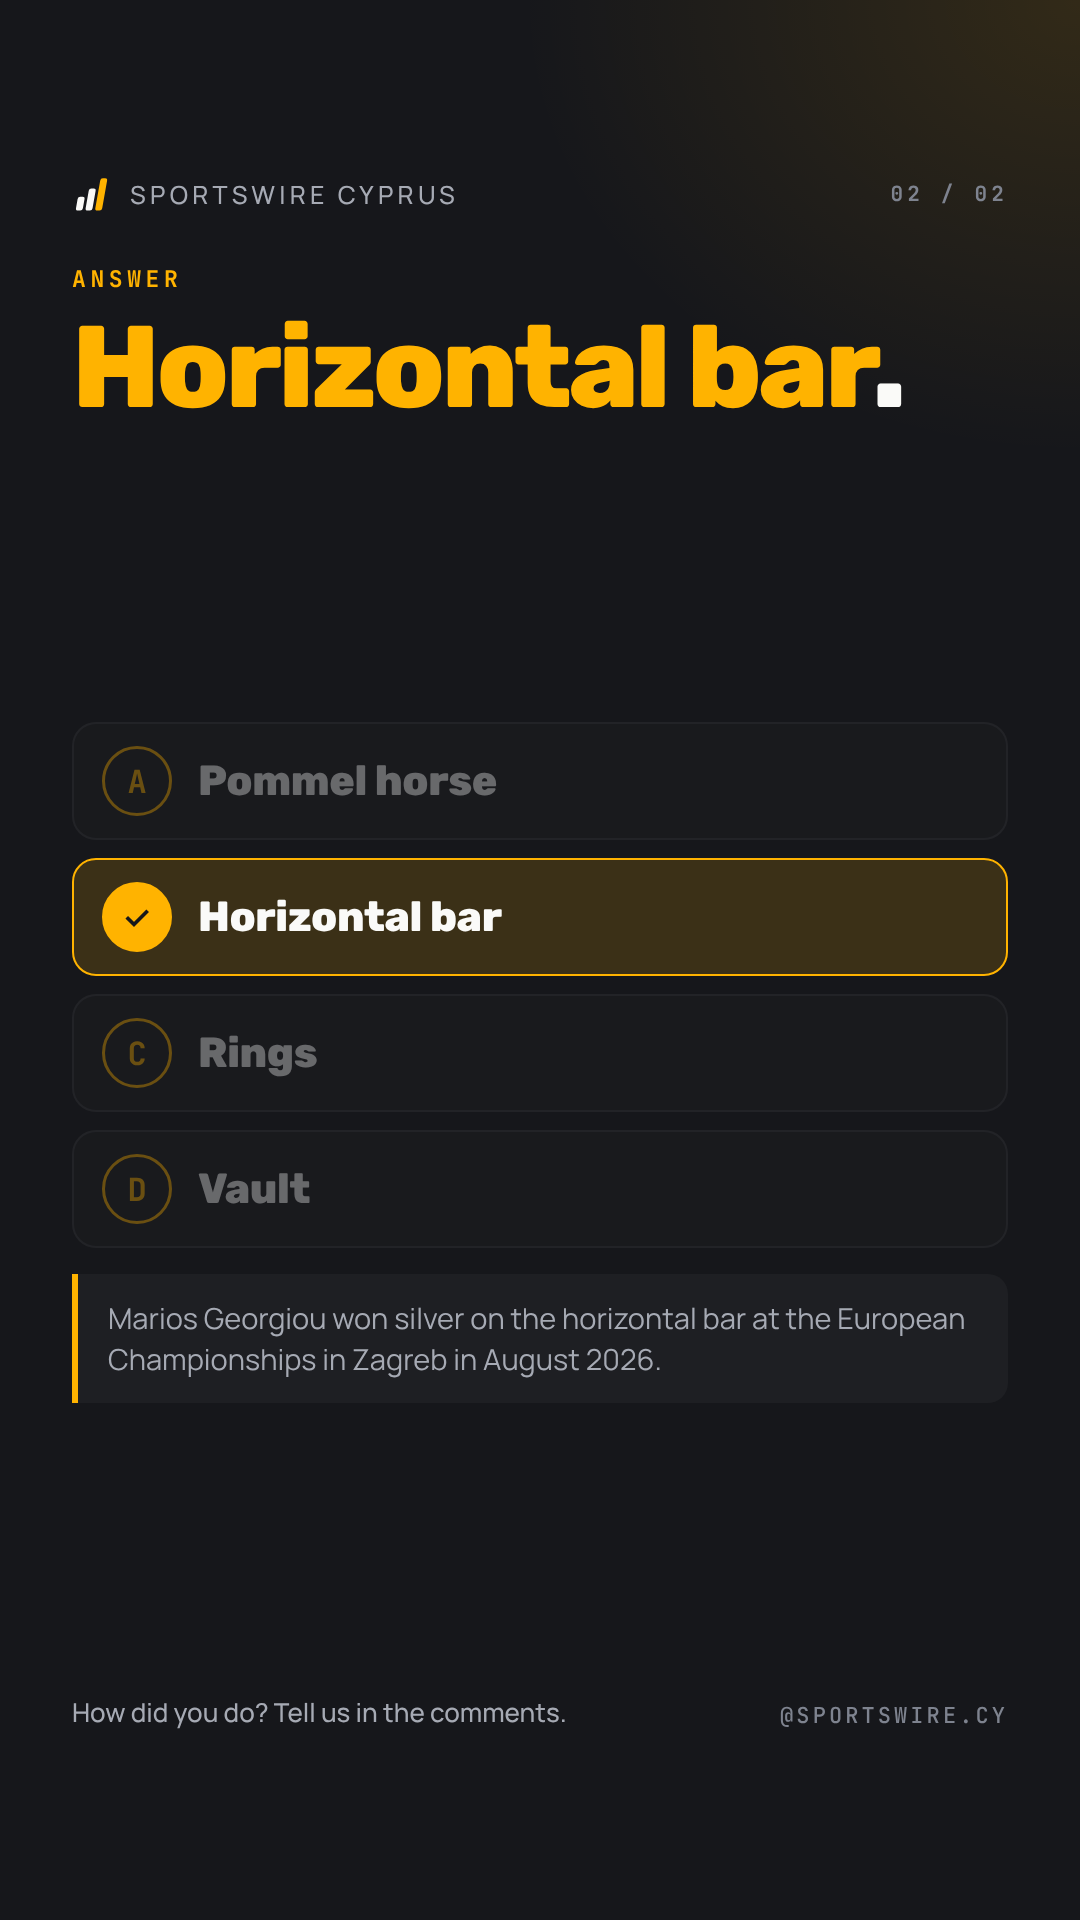 SPORTSWIRE CYPRUS
02 / 02
ANSWER
Horizontal bar.
A Pommel horse
Horizontal bar
C Rings
D Vault
Marios Georgiou won silver on the horizontal bar at the European
Championships in Zagreb in August 2026.
How did you do? Tell us in the comments.
@SPORTSWIRE.CY